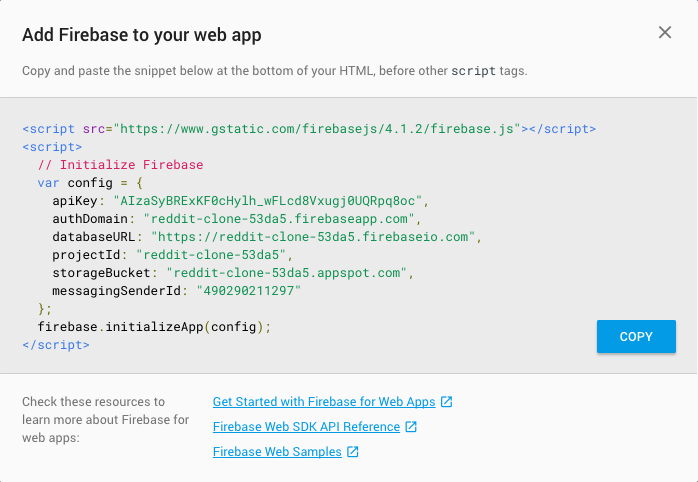 Add Firebase to your web app
Copy and paste the snippet below at the bottom of your HTML, before other script tags.
<script src="https://www.gstatic.com/firebasejs/4.1.2/firebase.js"></script>
<script>
  // Initialize Firebase
  var config = {
    apiKey: "AIzaSyBRExKF0cHylh_wFLcd8Vxugj0UQRpq8oc",
    authDomain: "reddit-clone-53da5.firebaseapp.com",
    databaseURL: "https://reddit-clone-53da5.firebaseio.com",
    projectId: "reddit-clone-53da5",
    storageBucket: "reddit-clone-53da5.appspot.com",
    messagingSenderId: "490290211297"
  };
  firebase.initializeApp(config);
</script>
COPY
Check these resources to
learn more about Firebase for
web apps:
Get Started with Firebase for Web Apps
Firebase Web SDK API Reference
Firebase Web Samples